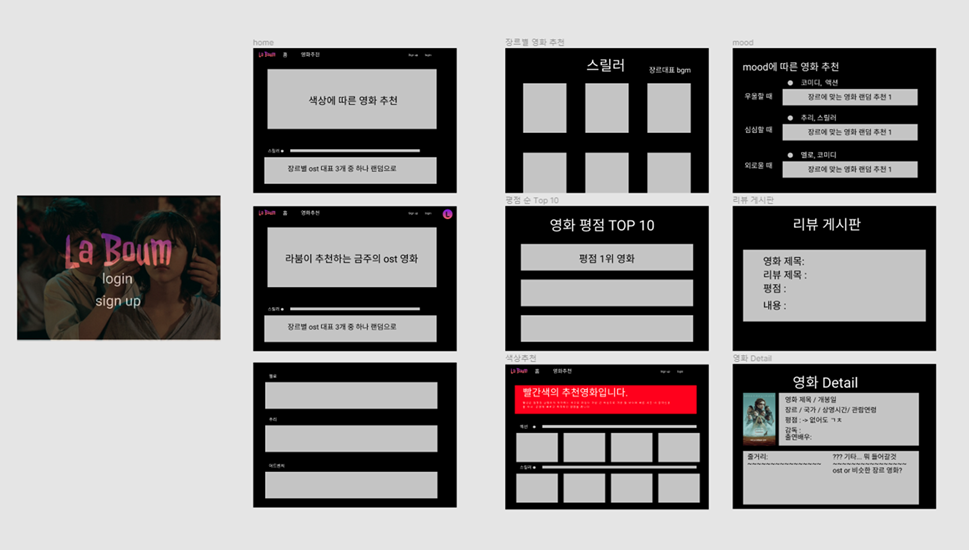 La Boum
login
sign up
home
La Boum 홈 영화추천 Sign up login
색상에 따른 영화 추천
스릴러
장르별 ost 대표 3개 중 하나 랜덤으로
La Boum 홈 영화추천 Sign up login L
라붐이 추천하는 금주의 ost 영화
스릴러
장르별 ost 대표 3개 중 하나 랜덤으로
멜로
추리
어드벤처
장르별 영화 추천
스릴러
장르대표 bgm
평점 순 Top 10
영화 평점 TOP 10
평점 1위 영화
색상추천
La Boum 홈 영화추천 Sign up login
빨간색의 추천영화입니다.
액션
스릴러
mood
mood에 따른 영화 추천
코미디, 액션
우울할 때 장르에 맞는 영화 랜덤 추천 1
추리, 스릴러
심심할 때 장르에 맞는 영화 랜덤 추천 1
멜로, 코미디
외로울 때 장르에 맞는 영화 랜덤 추천 1
리뷰 게시판
리뷰 게시판
영화 제목:
리뷰 제목 :
평점 :
내용 :
영화 Detail
영화 Detail
영화 제목 / 개봉일
장르 / 국가 / 상영시간/ 관람연령
평점 : -> 없어도 ㄱㅊ
감독 :
출연배우:
줄거리: ??? 기타... 뭐 들어갈것
~~~~~~~~~~~~~~~~ ~~~~~~~~~~~~~~~~
ost or 비슷한 장르 영화?